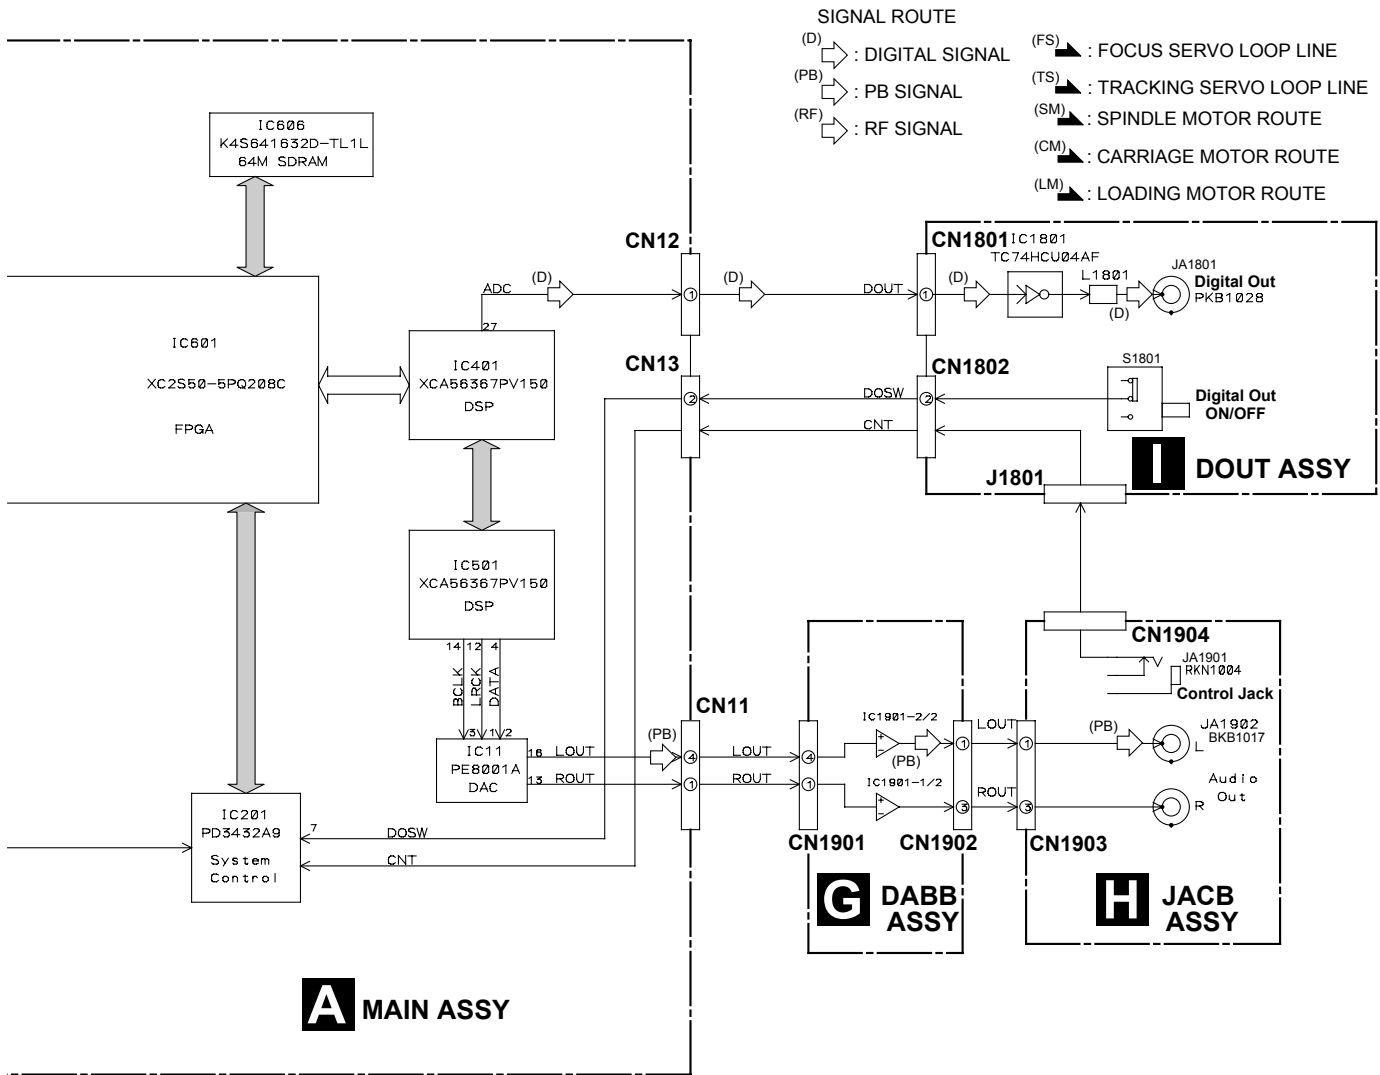 SIGNAL ROUTE
(D) : DIGITAL SIGNAL
(PB) : PB SIGNAL
(RF) : RF SIGNAL
(FS) : FOCUS SERVO LOOP LINE
(TS) : TRACKING SERVO LOOP LINE
(SM) : SPINDLE MOTOR ROUTE
(CM) : CARRIAGE MOTOR ROUTE
(LM) : LOADING MOTOR ROUTE
IC606
K4S641632D-TL1L
64M SDRAM
IC601
XC2S50-5PQ208C
FPGA
ADC
27
(D)
IC401
XCA56367PV150
DSP
IC501
XCA56367PV150
DSP
14 12 4
BCLK
LRCK
DATA
3 1 2
IC11
PE8001A
DAC
16 LOUT
13 ROUT
(PB)
IC201
PD3432A9
System
Control
7
DOSW
CNT
A MAIN ASSY
CN12
1
(D)
DOUT
CN13
2
DOSW
CNT
CN11
4
1
LOUT
ROUT
CN1801
1
(D)
IC1801
TC74HCU04AF
L1801
(D)
JA1801
Digital Out
PKB1028
CN1802
2
S1801
Digital Out
ON/OFF
J1801
I DOUT ASSY
CN1904
JA1901
RKN1004
Control Jack
4
1
CN1901
IC1901-2/2
(PB)
IC1901-1/2
1
3
CN1902
G DABB
ASSY
LOUT
ROUT
1
3
CN1903
(PB)
JA1902
BKB1017
L
R
Audio
Out
H JACB
ASSY